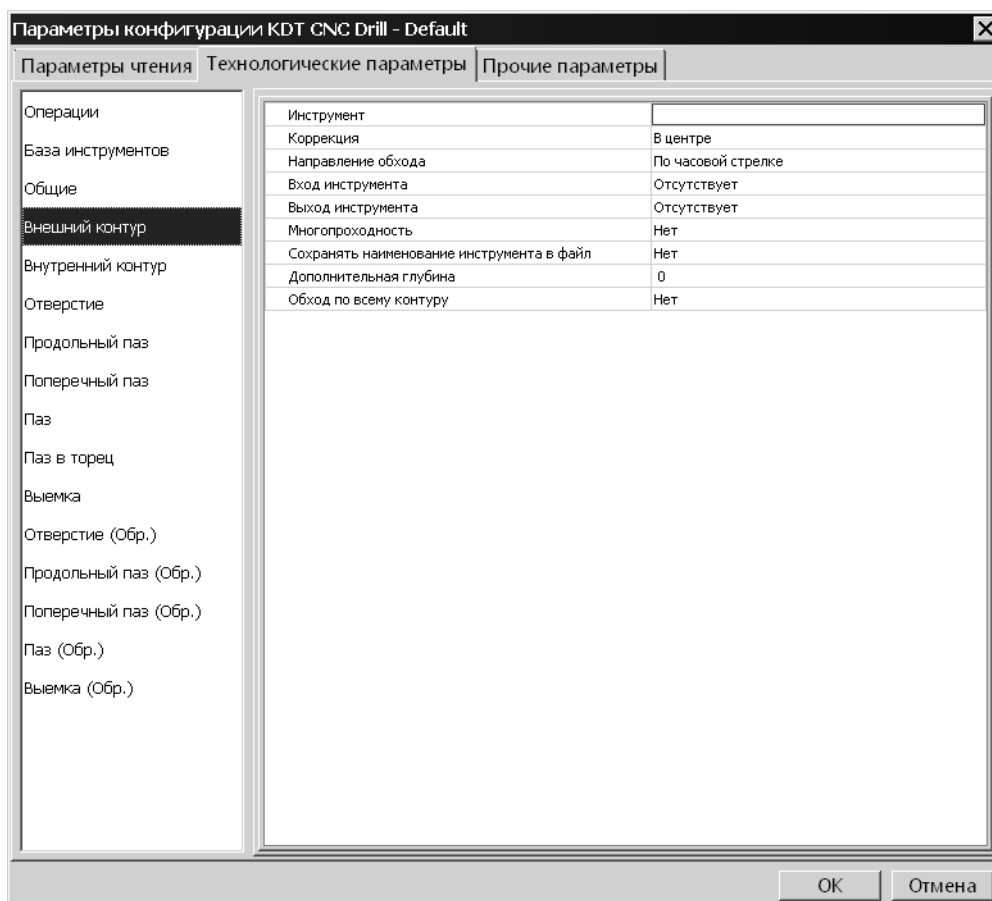 Параметры конфигурации KDT CNC Drill - Default
Параметры чтения Технологические параметры Прочие параметры
Операции
База инструментов
Общие
Внешний контур
Внутренний контур
Отверстие
Продольный паз
Поперечный паз
Паз
Паз в торец
Выемка
Отверстие (Обр.)
Продольный паз (Обр.)
Поперечный паз (Обр.)
Паз (Обр.)
Выемка (Обр.)
Инструмент
Коррекция В центре
Направление обхода По часовой стрелке
Вход инструмента Отсутствует
Выход инструмента Отсутствует
Многопроходность Нет
Сохранять наименование инструмента в файл Нет
Дополнительная глубина 0
Обход по всему контуру Нет
OK Отмена